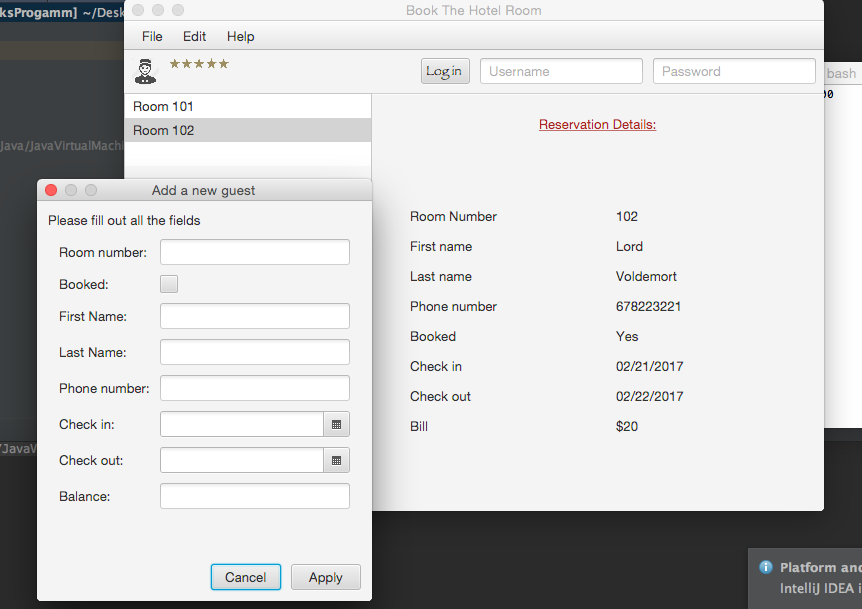 ksProgamm] ~/Desk
Book The Hotel Room
File Edit Help
Login Username Password
bash
Room 101
Room 102
Java/JavaVirtualMachi
Reservation Details:
Room Number 102
First name Lord
Last name Voldemort
Phone number 678223221
Booked Yes
Check in 02/21/2017
Check out 02/22/2017
Bill $20
Add a new guest
Please fill out all the fields
Room number:
Booked:
First Name:
Last Name:
Phone number:
Check in:
Check out:
Balance:
Cancel Apply
/JavaV
Platform and
IntelliJ IDEA i